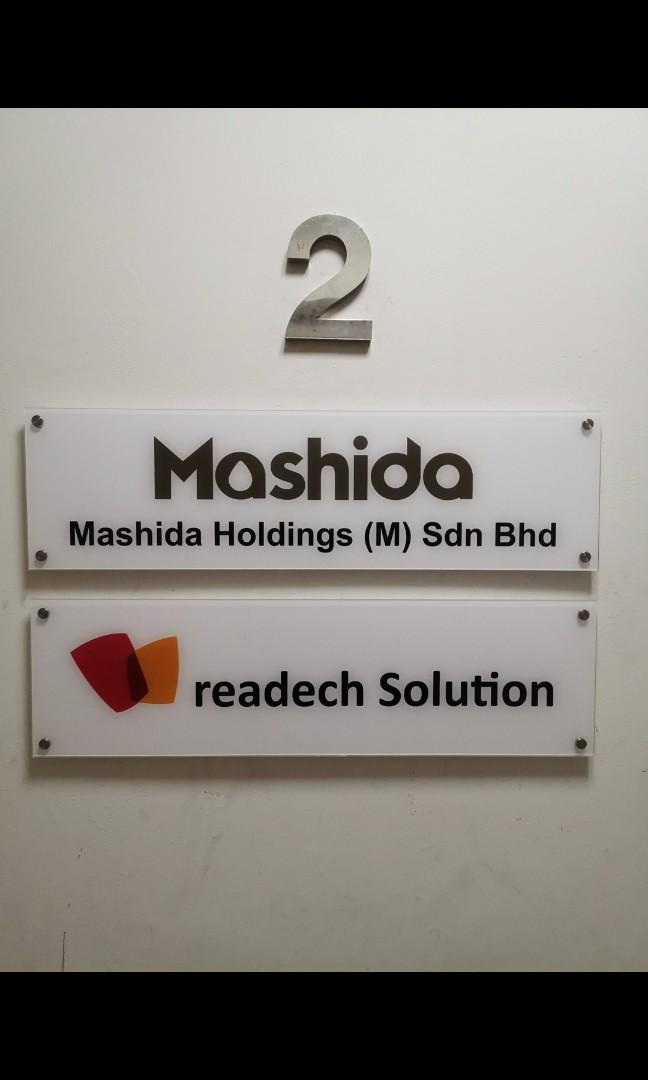 2
Mashida
Mashida Holdings (M) Sdn Bhd
readech Solution